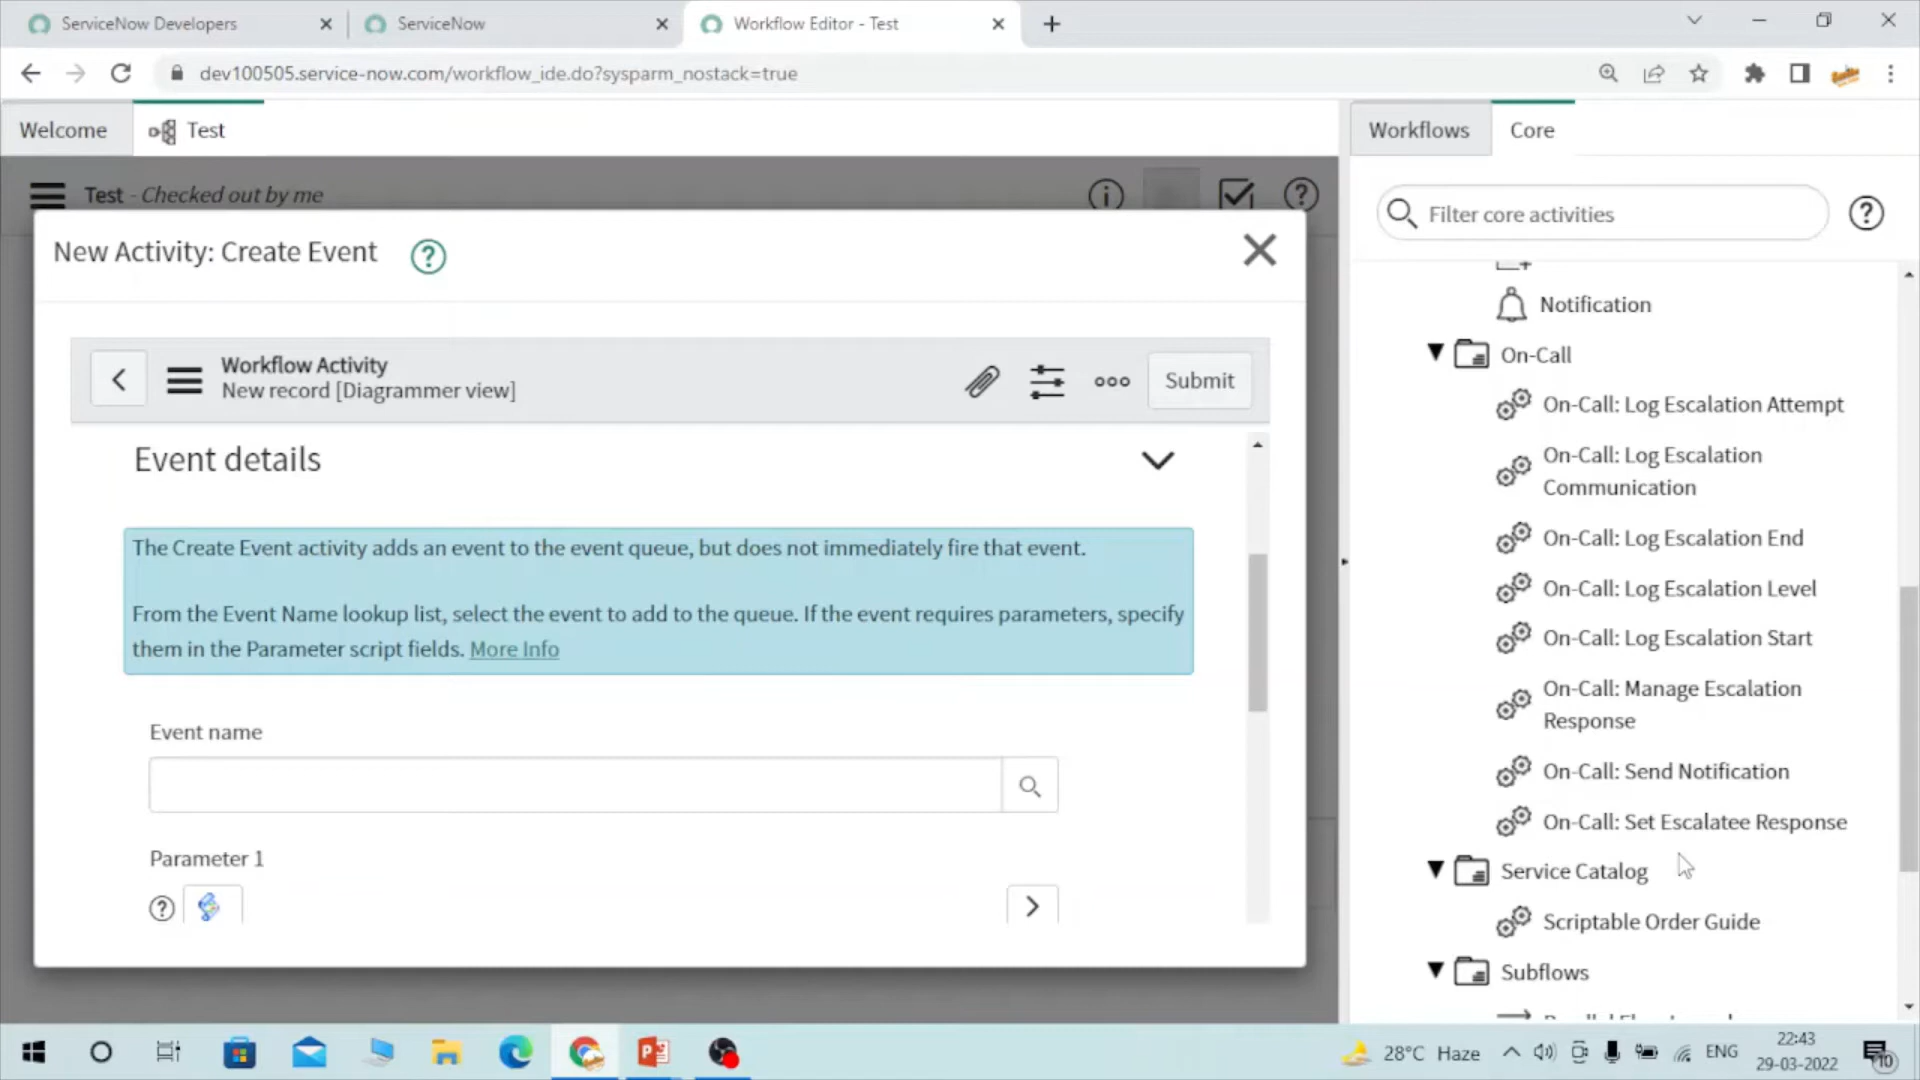 ServiceNow Developers
ServiceNow
Workflow Editor - Test
dev100505.service-now.com/workflow_ide.do?sysparm_nostack=true
Welcome
Test
Workflows
Core
Test - Checked out by me
Filter core activities
New Activity: Create Event
Workflow Activity
New record [Diagrammer view]
Submit
Event details
The Create Event activity adds an event to the event queue, but does not immediately fire that event.
From the Event Name lookup list, select the event to add to the queue. If the event requires parameters, specify
them in the Parameter script fields. More Info
Event name
Parameter 1
Notification
On-Call
On-Call: Log Escalation Attempt
On-Call: Log Escalation
Communication
On-Call: Log Escalation End
On-Call: Log Escalation Level
On-Call: Log Escalation Start
On-Call: Manage Escalation
Response
On-Call: Send Notification
On-Call: Set Escalatee Response
Service Catalog
Scriptable Order Guide
Subflows
28°C Haze
ENG
22:43
29-03-2022
10